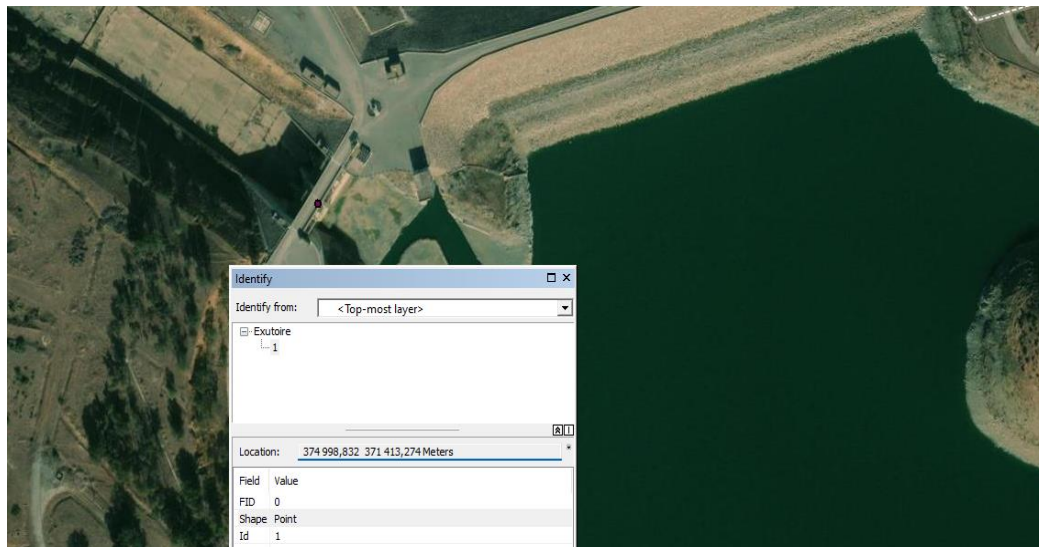 Identify
Identify from: <Top-most layer>
Exutoire
1
Location: 374 998,832 371 413,274 Meters
Field Value
FID 0
Shape Point
Id 1